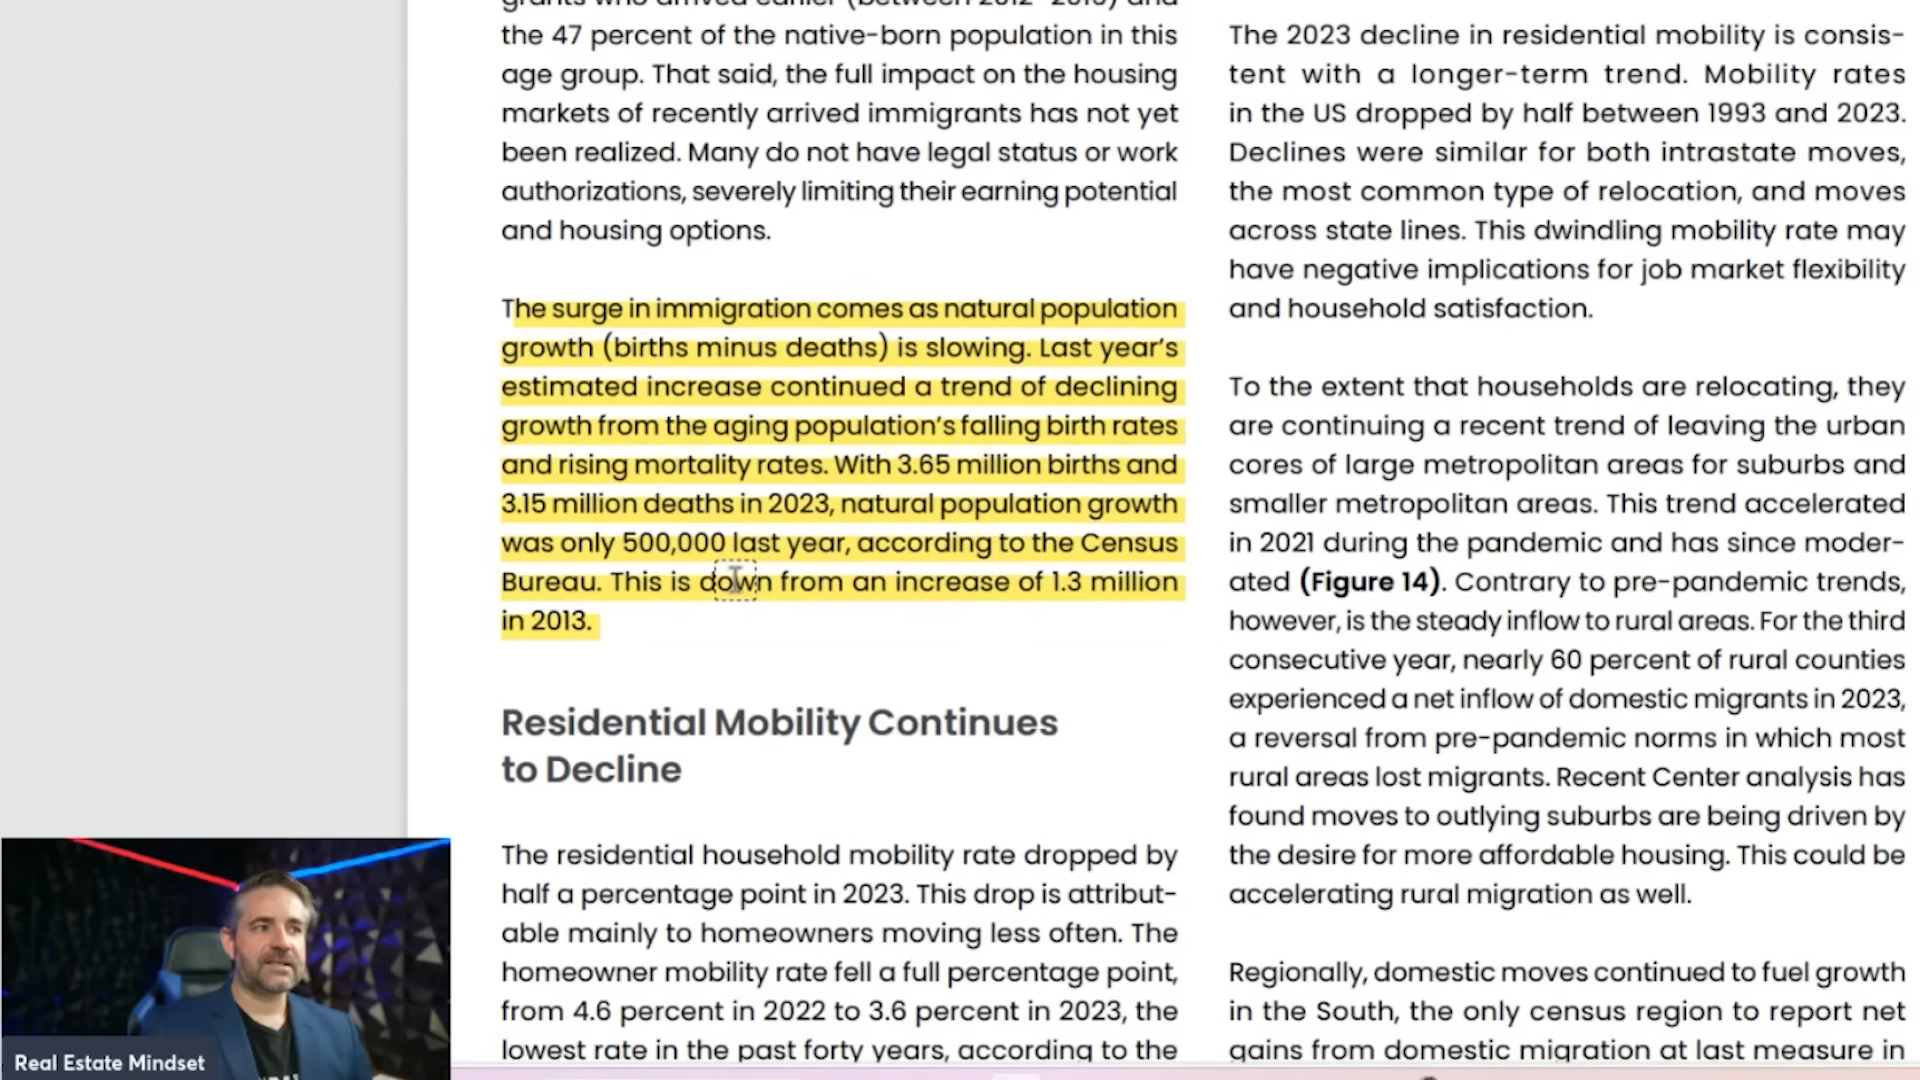 grants who arrived earlier (between 2012–2016) and
the 47 percent of the native-born population in this
age group. That said, the full impact on the housing
markets of recently arrived immigrants has not yet
been realized. Many do not have legal status or work
authorizations, severely limiting their earning potential
and housing options.
The surge in immigration comes as natural population
growth (births minus deaths) is slowing. Last year’s
estimated increase continued a trend of declining
growth from the aging population’s falling birth rates
and rising mortality rates. With 3.65 million births and
3.15 million deaths in 2023, natural population growth
was only 500,000 last year, according to the Census
Bureau. This is down from an increase of 1.3 million
in 2013.
Residential Mobility Continues
to Decline
The residential household mobility rate dropped by
half a percentage point in 2023. This drop is attribut-
able mainly to homeowners moving less often. The
homeowner mobility rate fell a full percentage point,
from 4.6 percent in 2022 to 3.6 percent in 2023, the
lowest rate in the past forty years, according to the
The 2023 decline in residential mobility is consis-
tent with a longer-term trend. Mobility rates
in the US dropped by half between 1993 and 2023.
Declines were similar for both intrastate moves,
the most common type of relocation, and moves
across state lines. This dwindling mobility rate may
have negative implications for job market flexibility
and household satisfaction.
To the extent that households are relocating, they
are continuing a recent trend of leaving the urban
cores of large metropolitan areas for suburbs and
smaller metropolitan areas. This trend accelerated
in 2021 during the pandemic and has since moder-
ated (Figure 14). Contrary to pre-pandemic trends,
however, is the steady inflow to rural areas. For the third
consecutive year, nearly 60 percent of rural counties
experienced a net inflow of domestic migrants in 2023,
a reversal from pre-pandemic norms in which most
rural areas lost migrants. Recent Center analysis has
found moves to outlying suburbs are being driven by
the desire for more affordable housing. This could be
accelerating rural migration as well.
Regionally, domestic moves continued to fuel growth
in the South, the only census region to report net
gains from domestic migration at last measure in
Real Estate Mindset